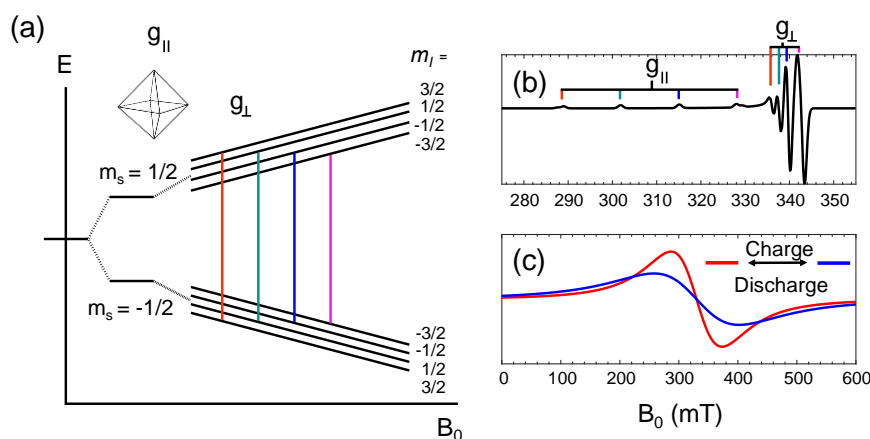 (a)
g||
E
g⊥
m_I =
3/2
1/2
-1/2
-3/2
m_s = 1/2
m_s = -1/2
-3/2
-1/2
1/2
3/2
B_0
(b)
g||
g⊥
280 290 300 310 320 330 340 350
(c)
Charge
Discharge
0 100 200 300 400 500 600
B_0 (mT)